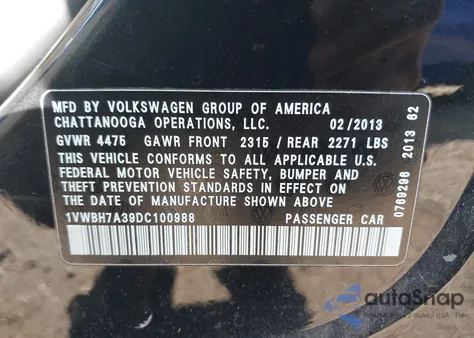 MFD BY VOLKSWAGEN GROUP OF AMERICA
CHATTANOOGA OPERATIONS, LLC. 02/2013
GVWR 4475 GAWR FRONT 2315 / REAR 2271 LBS
THIS VEHICLE CONFORMS TO ALL APPLICABLE
FEDERAL MOTOR VEHICLE SAFETY, BUMPER AND
THEFT PREVENTION STANDARDS IN EFFECT ON
THE DATE OF MANUFACTURE SHOWN ABOVE
1VWBH7A39DC100988 PASSENGER CAR
0769296 2013 62
autoSnap